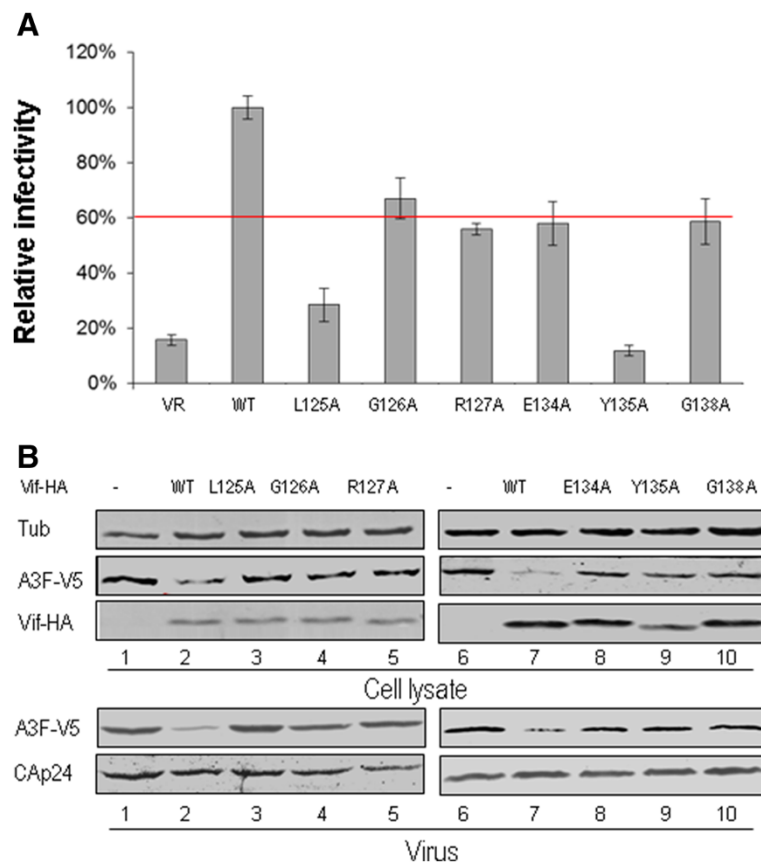 A
Relative infectivity
120%
100%
80%
60%
40%
20%
0%
VR WT L125A G126A R127A E134A Y135A G138A
B
Vif-HA - WT L125A G126A R127A - WT E134A Y135A G138A
Tub
A3F-V5
Vif-HA
1 2 3 4 5 6 7 8 9 10
Cell lysate
A3F-V5
CAp24
1 2 3 4 5 6 7 8 9 10
Virus